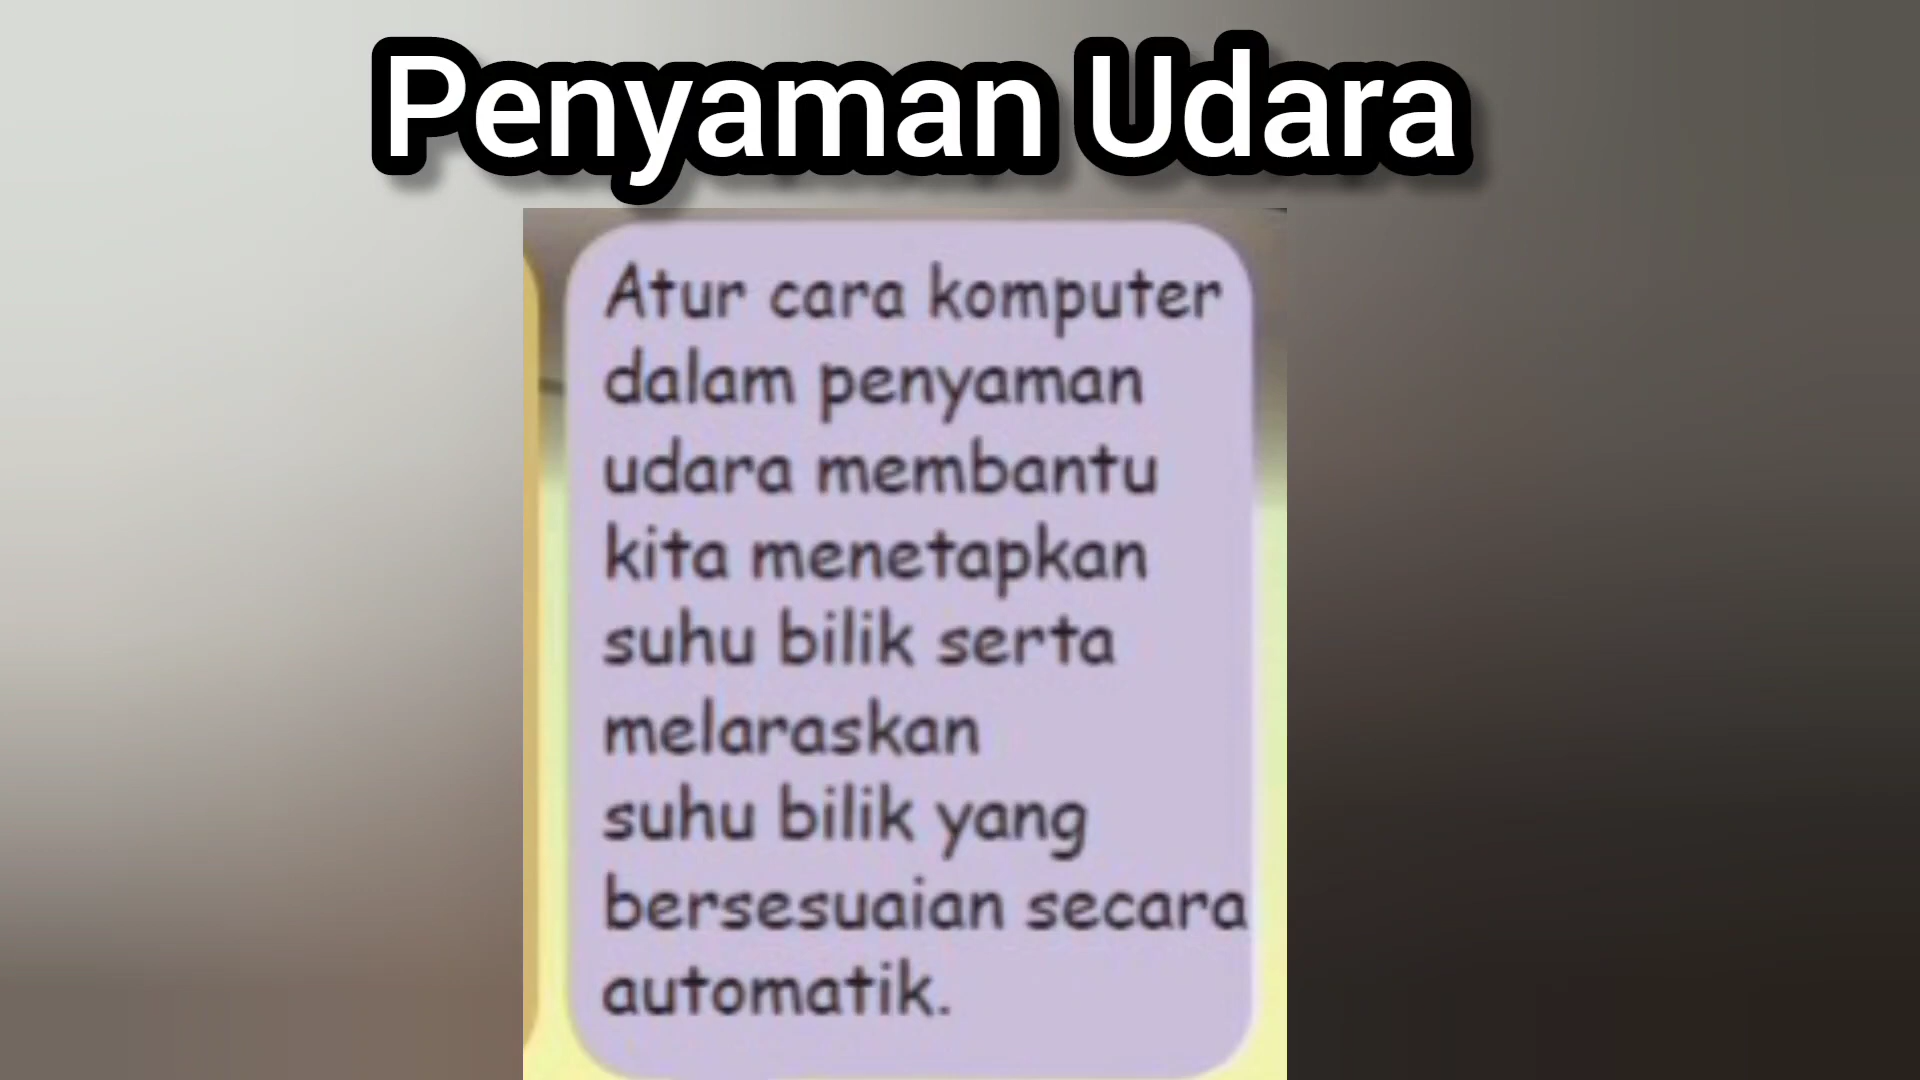 Penyaman Udara
Atur cara komputer
dalam penyaman
udara membantu
kita menetapkan
suhu bilik serta
melaraskan
suhu bilik yang
bersesuaian secara
automatik.